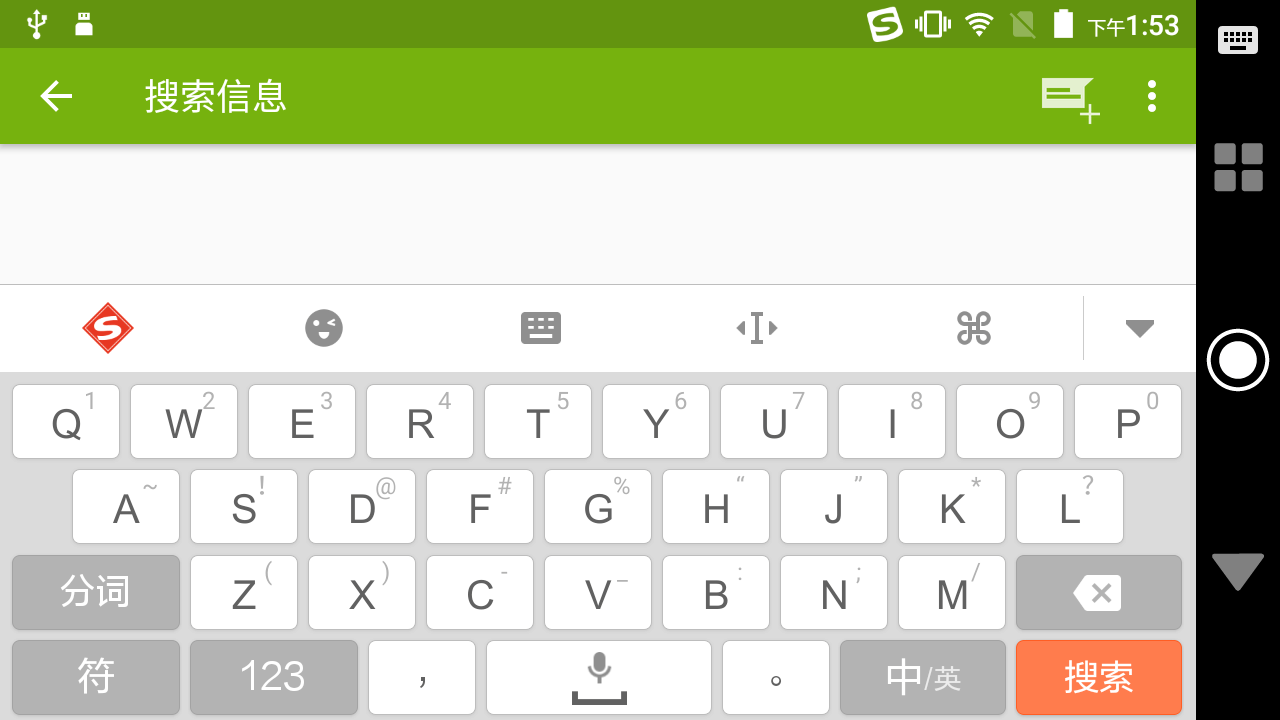 下午1:53
搜索信息
Q 1 W 2 E 3 R 4 T 5 Y 6 U 7 I 8 O 9 P 0
A ~ S ! D @ F # G % H “ J ” K * L ?
分词 Z ( X ) C - V _ B : N ; M /
符 123 ， 。 中/英 搜索